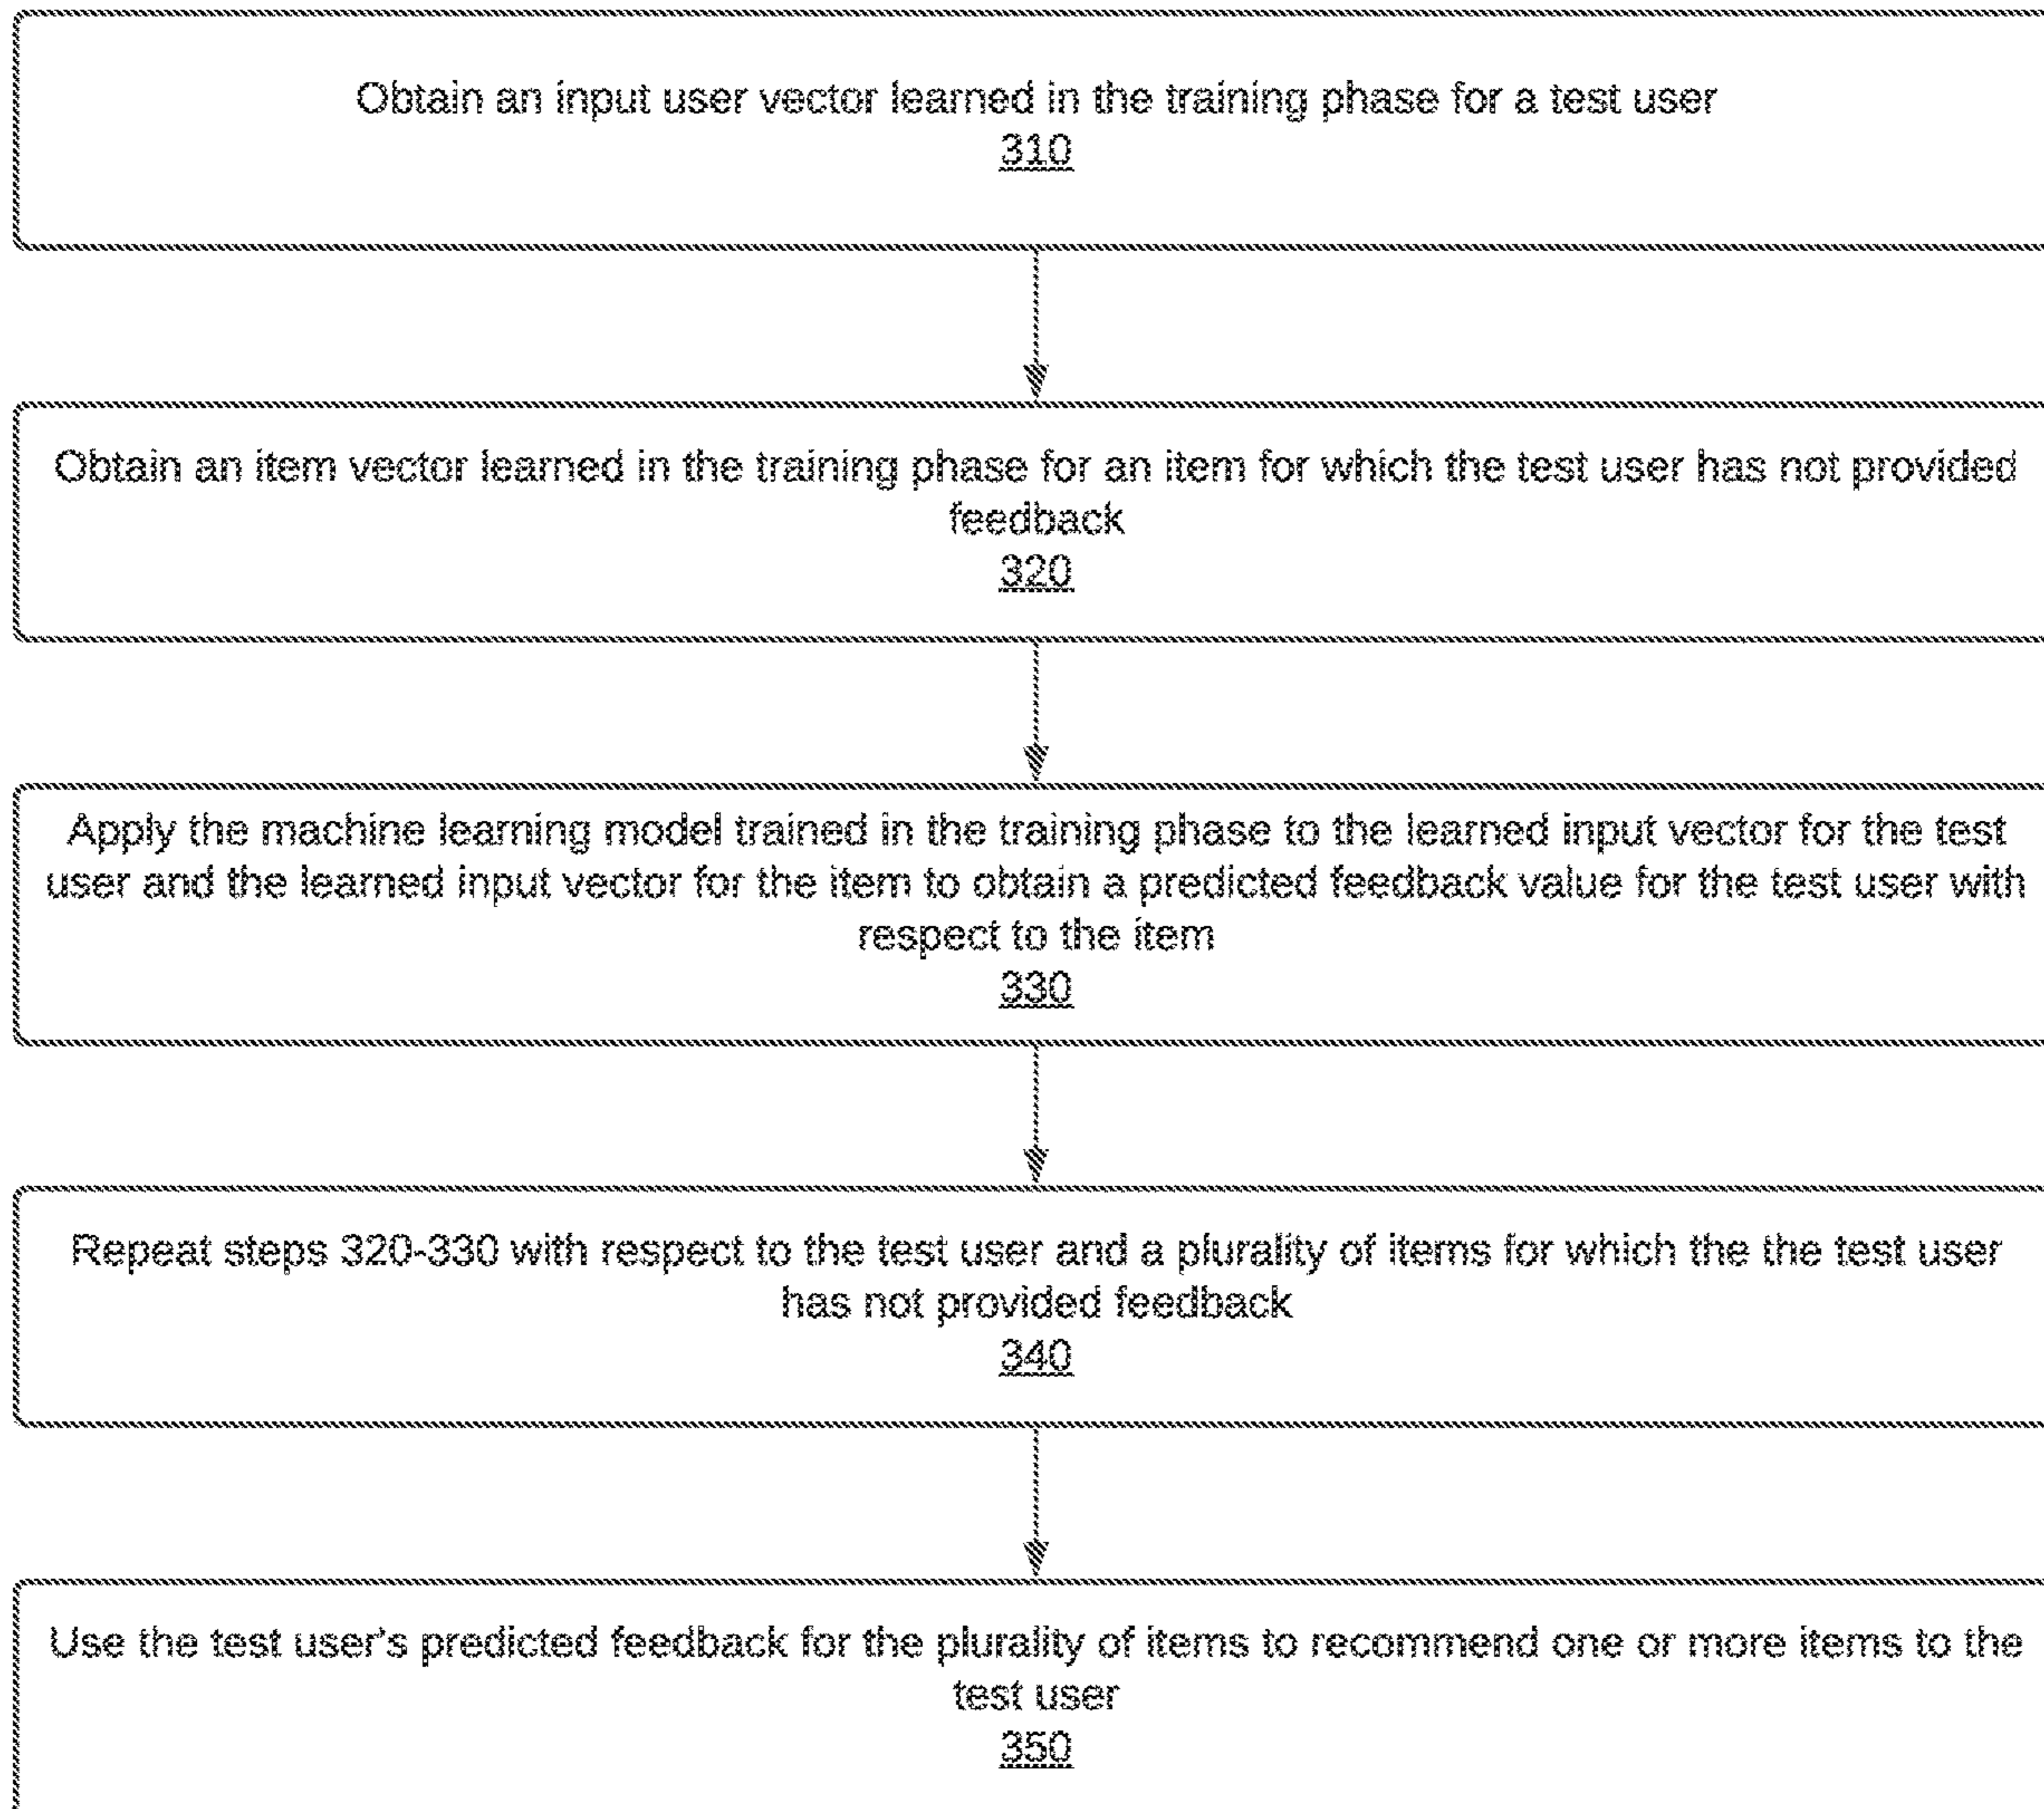 Obtain an input user vector learned in the training phase for a test user
310
Obtain an item vector learned in the training phase for an item for which the test user has not provided
feedback
320
Apply the machine learning model trained in the training phase to the learned input vector for the test
user and the learned input vector for the item to obtain a predicted feedback value for the test user with
respect to the item
330
Repeat steps 320-330 with respect to the test user and a plurality of items for which the the test user
has not provided feedback
340
Use the test user's predicted feedback for the plurality of items to recommend one or more items to the
test user
350